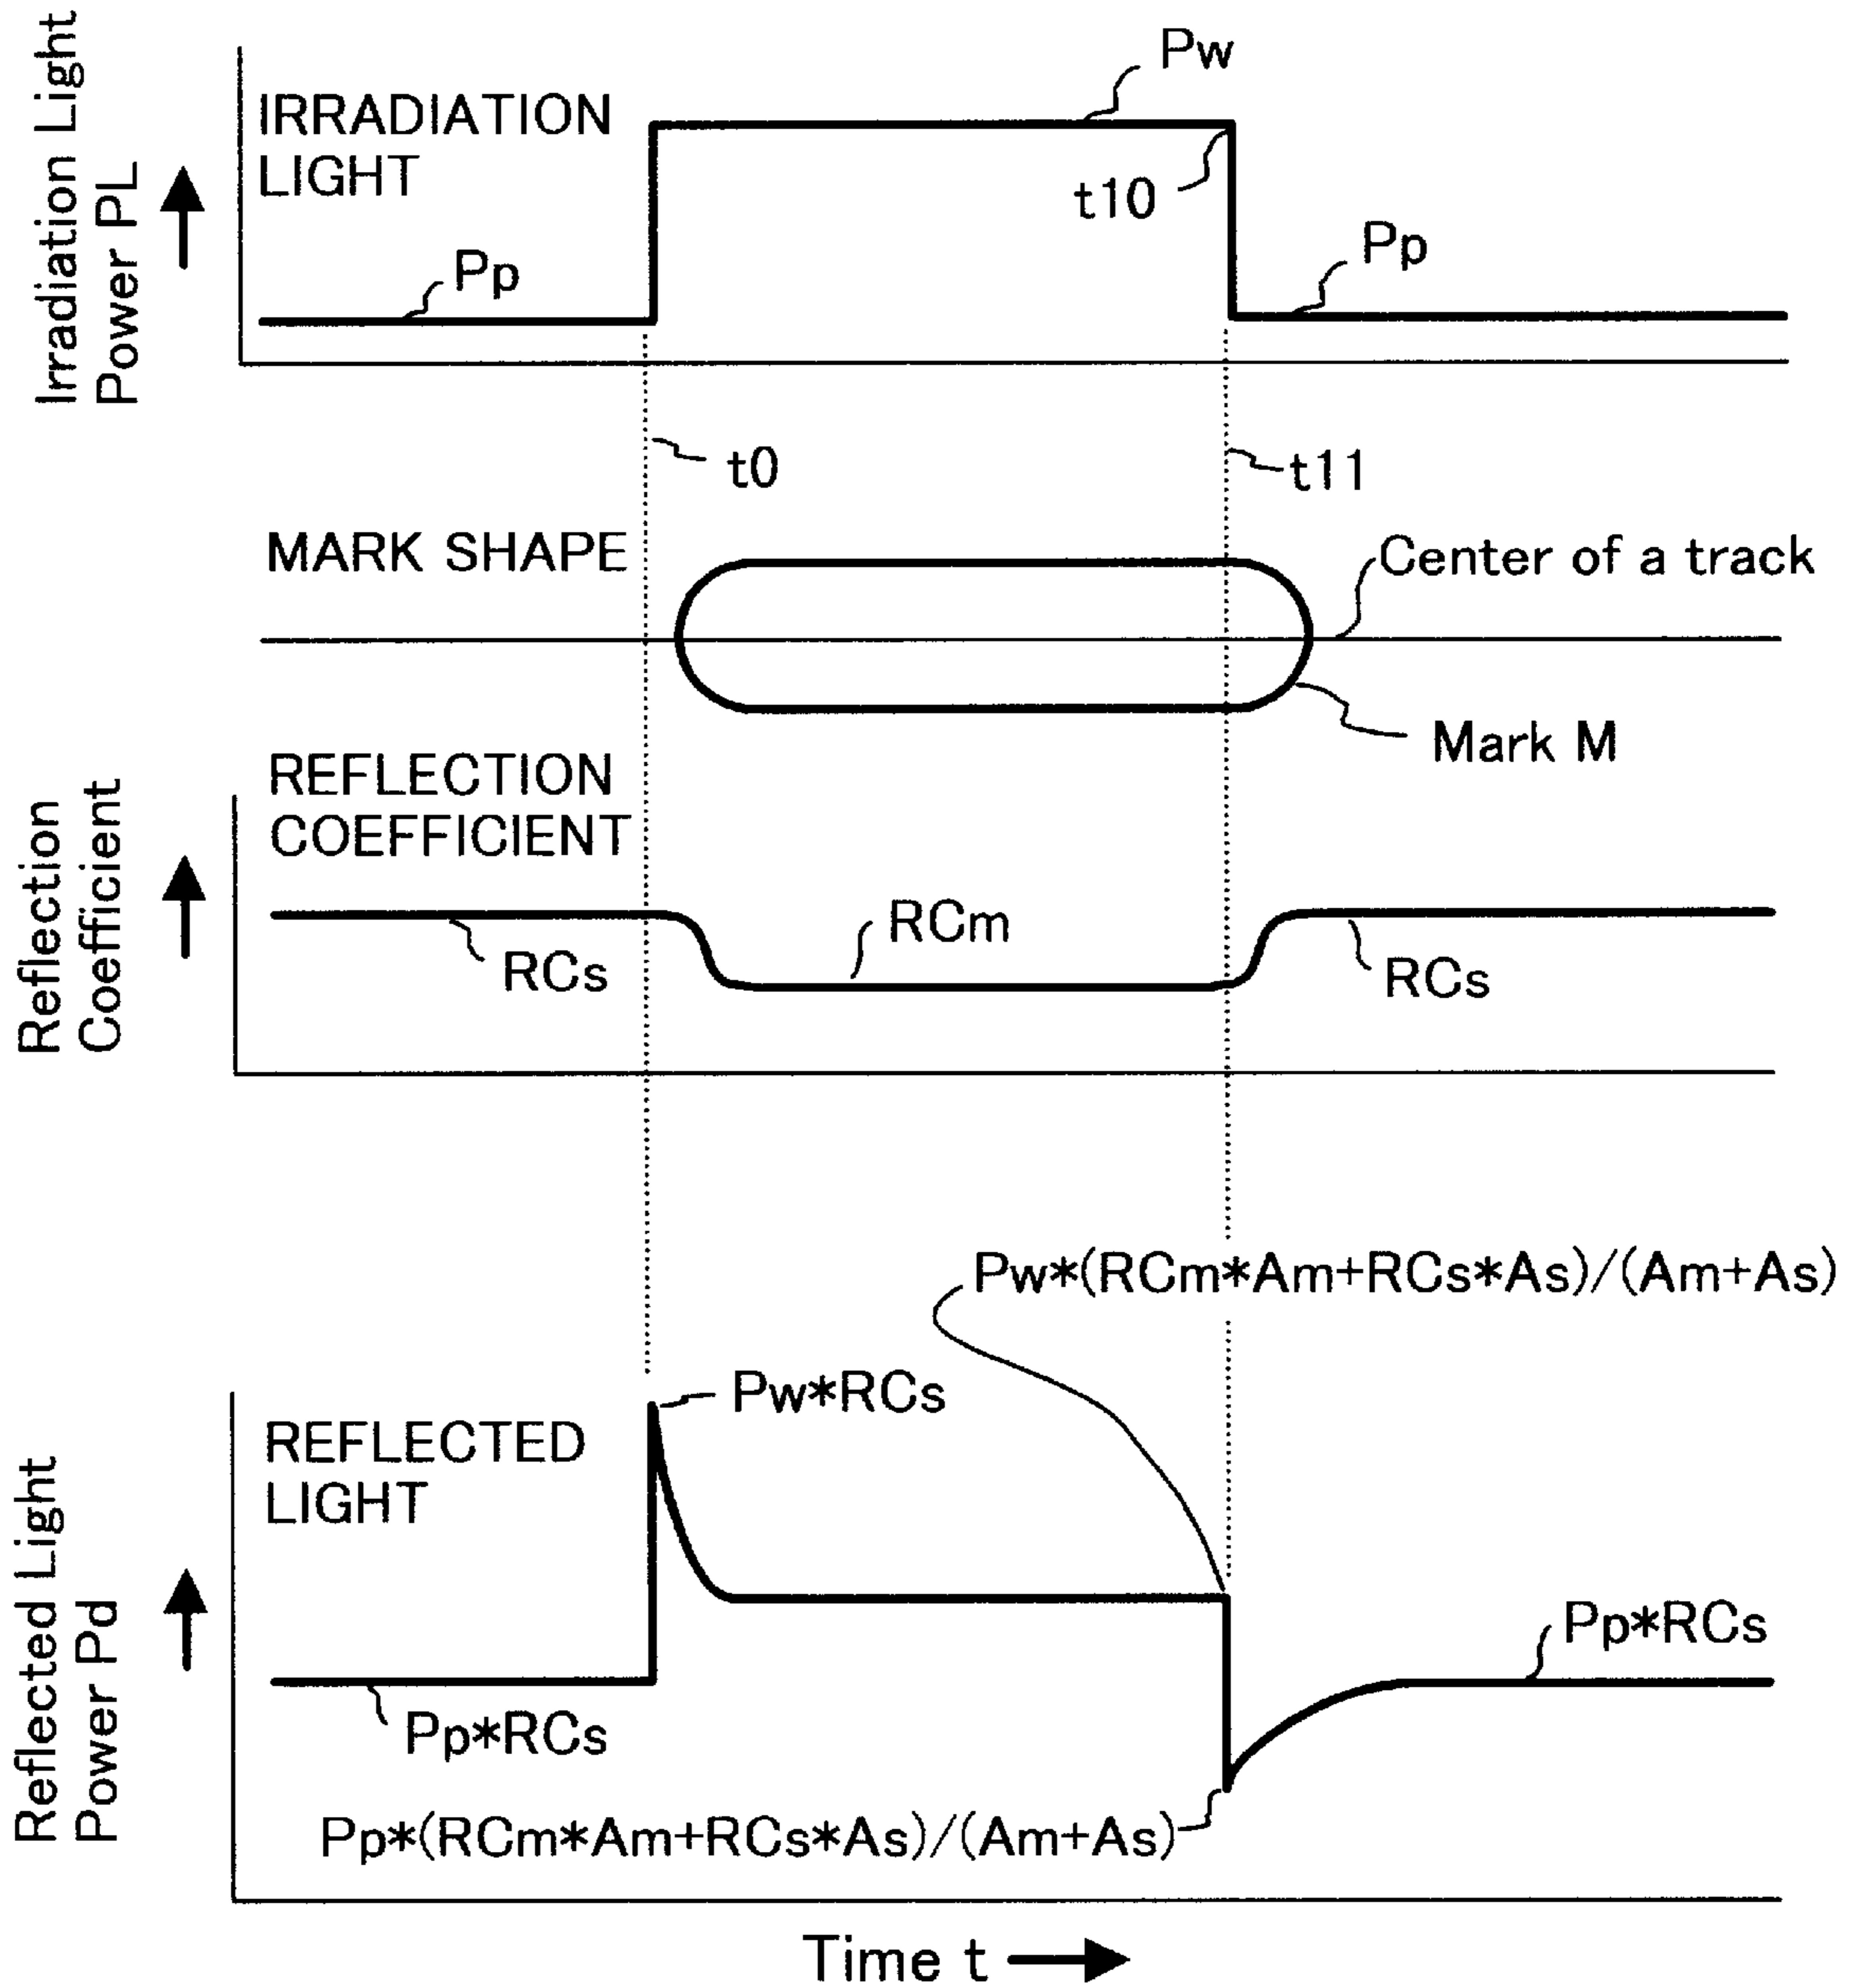 Irradiation Light
Power PL
IRRADIATION
LIGHT
Pw
t10
Pp
Pp
t0
t11
MARK SHAPE
Center of a track
Mark M
Reflection
Coefficient
REFLECTION
COEFFICIENT
RCm
RCs
RCs
Pw*(RCm*Am+RCs*As)/(Am+As)
Pw*RCs
Reflected Light
Power Pd
REFLECTED
LIGHT
Pp*RCs
Pp*RCs
Pp*(RCm*Am+RCs*As)/(Am+As)
Time t